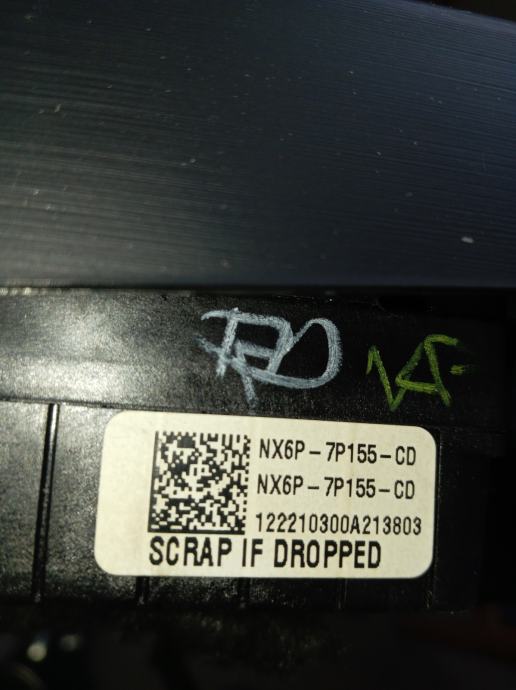 NX6P-7P155-CD
NX6P-7P155-CD
122210300A213803
SCRAP IF DROPPED